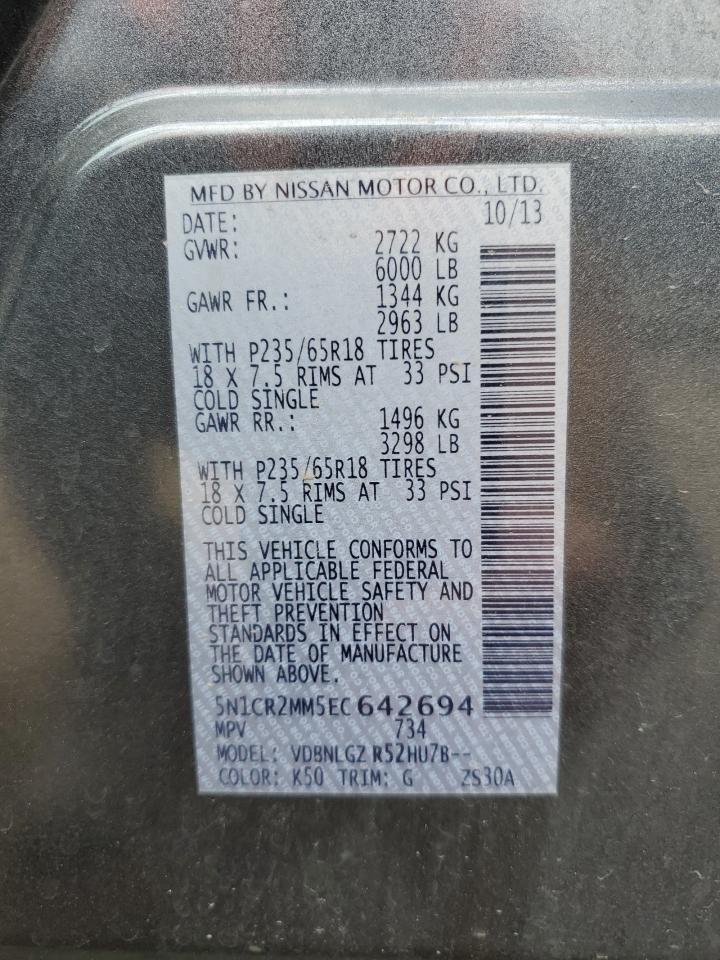 MFD BY NISSAN MOTOR CO., LTD.
DATE: 10/13
GVWR: 2722 KG
6000 LB
GAWR FR.: 1344 KG
2963 LB
WITH P235/65R18 TIRES
18 X 7.5 RIMS AT 33 PSI
COLD SINGLE
GAWR RR.: 1496 KG
3298 LB
WITH P235/65R18 TIRES
18 X 7.5 RIMS AT 33 PSI
COLD SINGLE
THIS VEHICLE CONFORMS TO
ALL APPLICABLE FEDERAL
MOTOR VEHICLE SAFETY AND
THEFT PREVENTION
STANDARDS IN EFFECT ON
THE DATE OF MANUFACTURE
SHOWN ABOVE.
5N1CR2MM5EC642694
MPV 734
MODEL: VDBNLGZ R52HU7B--
COLOR: K50 TRIM: G ZS30A